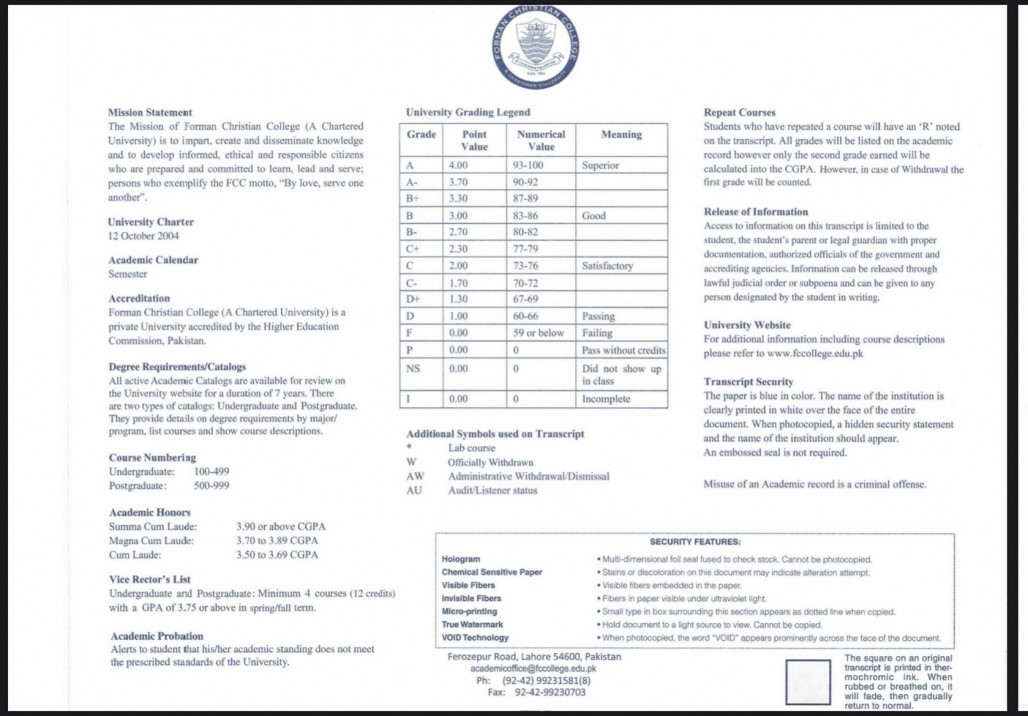 FORMAN CHRISTIAN COLLEGE
A CHARTERED UNIVERSITY
Mission Statement
The Mission of Forman Christian College (A Chartered
University) is to impart, create and disseminate knowledge
and to develop informed, ethical and responsible citizens
who are prepared and committed to learn, lead and serve;
persons who exemplify the FCC motto, "By love, serve one
another".
University Charter
12 October 2004
Academic Calendar
Semester
Accreditation
Forman Christian College (A Chartered University) is a
private University accredited by the Higher Education
Commission, Pakistan.
Degree Requirements/Catalogs
All active Academic Catalogs are available for review on
the University website for a duration of 7 years. There
are two types of catalogs: Undergraduate and Postgraduate.
They provide details on degree requirements by major/
program, list courses and show course descriptions.
Course Numbering
Undergraduate: 100-499
Postgraduate: 500-999
Academic Honors
Summa Cum Laude: 3.90 or above CGPA
Magna Cum Laude: 3.70 to 3.89 CGPA
Cum Laude: 3.50 to 3.69 CGPA
Vice Rector's List
Undergraduate and Postgraduate: Minimum 4 courses (12 credits)
with a GPA of 3.75 or above in spring/fall term.
Academic Probation
Alerts to student that his/her academic standing does not meet
the prescribed standards of the University.
University Grading Legend
Grade Point Value Numerical Value Meaning
A 4.00 93-100 Superior
A- 3.70 90-92
B+ 3.30 87-89
B 3.00 83-86 Good
B- 2.70 80-82
C+ 2.30 77-79
C 2.00 73-76 Satisfactory
C- 1.70 70-72
D+ 1.30 67-69
D 1.00 60-66 Passing
F 0.00 59 or below Failing
P 0.00 0 Pass without credits
NS 0.00 0 Did not show up in class
I 0.00 0 Incomplete
Additional Symbols used on Transcript
* Lab course
W Officially Withdrawn
AW Administrative Withdrawal/Dismissal
AU Audit/Listener status
Repeat Courses
Students who have repeated a course will have an 'R' noted
on the transcript. All grades will be listed on the academic
record however only the second grade earned will be
calculated into the CGPA. However, in case of Withdrawal the
first grade will be counted.
Release of Information
Access to information on this transcript is limited to the
student, the student's parent or legal guardian with proper
documentation, authorized officials of the government and
accrediting agencies. Information can be released through
lawful judicial order or subpoena and can be given to any
person designated by the student in writing.
University Website
For additional information including course descriptions
please refer to www.fccollege.edu.pk
Transcript Security
The paper is blue in color. The name of the institution is
clearly printed in white over the face of the entire
document. When photocopied, a hidden security statement
and the name of the institution should appear.
An embossed seal is not required.
Misuse of an Academic record is a criminal offense.
SECURITY FEATURES:
Hologram • Multi-dimensional foil seal fused to check stock. Cannot be photocopied.
Chemical Sensitive Paper • Stains or discoloration on this document may indicate alteration attempt.
Visible Fibers • Visible fibers embedded in the paper.
Invisible Fibers • Fibers in paper visible under ultraviolet light.
Micro-printing • Small type in box surrounding this section appears as dotted line when copied.
True Watermark • Hold document to a light source to view. Cannot be copied.
VOID Technology • When photocopied, the word "VOID" appears prominently across the face of the document.
Ferozepur Road, Lahore 54600, Pakistan
academicoffice@fccollege.edu.pk
Ph: (92-42) 99231581(8)
Fax: 92-42-99230703
The square on an original
transcript is printed in ther-
mochromic ink. When
rubbed or breathed on, it
will fade, then gradually
return to normal.